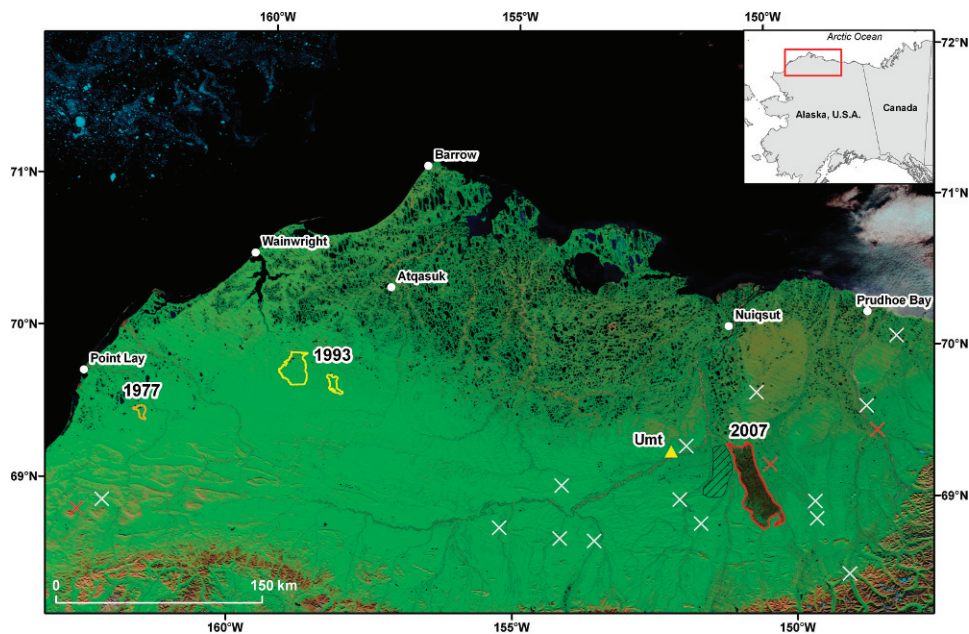 160°W
155°W
150°W
Arctic Ocean
72°N
Alaska, U.S.A.
Canada
71°N
Barrow
71°N
Wainwright
Atqasuk
Prudhoe Bay
Nuiqsut
70°N
70°N
Point Lay
1993
1977
Umt
2007
69°N
69°N
0
150 km
160°W
155°W
150°W